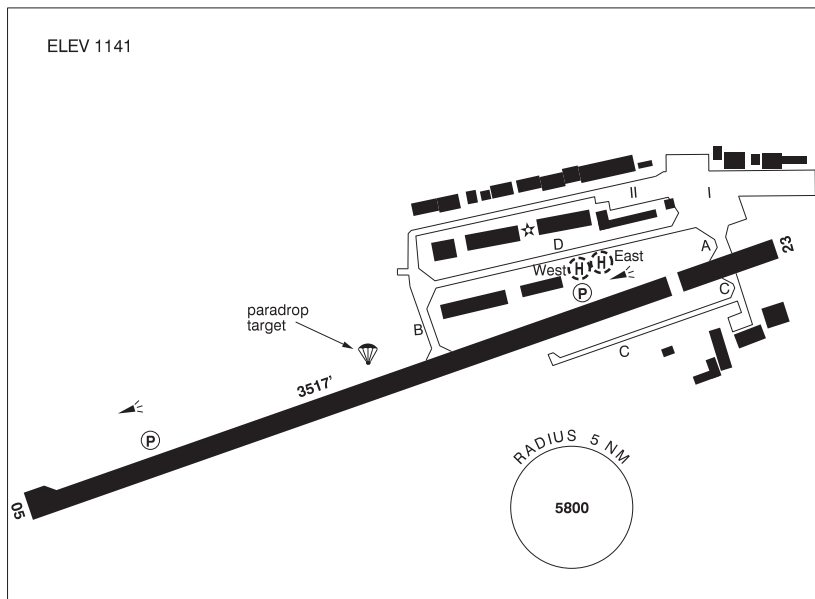 ELEV 1141
II
I
D
A
23
West
H
H
East
P
C
paradrop
target
B
C
3517'
P
05
RADIUS 5 NM
5800